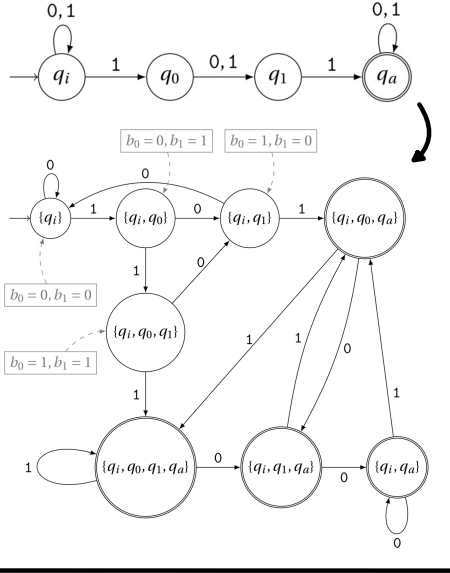 0,1
0,1
1
0,1
1
q_i
q_0
q_1
q_a
b_0 = 0, b_1 = 1
b_0 = 1, b_1 = 0
0
0
1
0
1
{q_i}
{q_i, q_0}
{q_i, q_1}
{q_i, q_0, q_a}
1
0
b_0 = 0, b_1 = 0
{q_i, q_0, q_1}
1
1
0
b_0 = 1, b_1 = 1
1
1
1
0
0
{q_i, q_0, q_1, q_a}
{q_i, q_1, q_a}
{q_i, q_a}
0